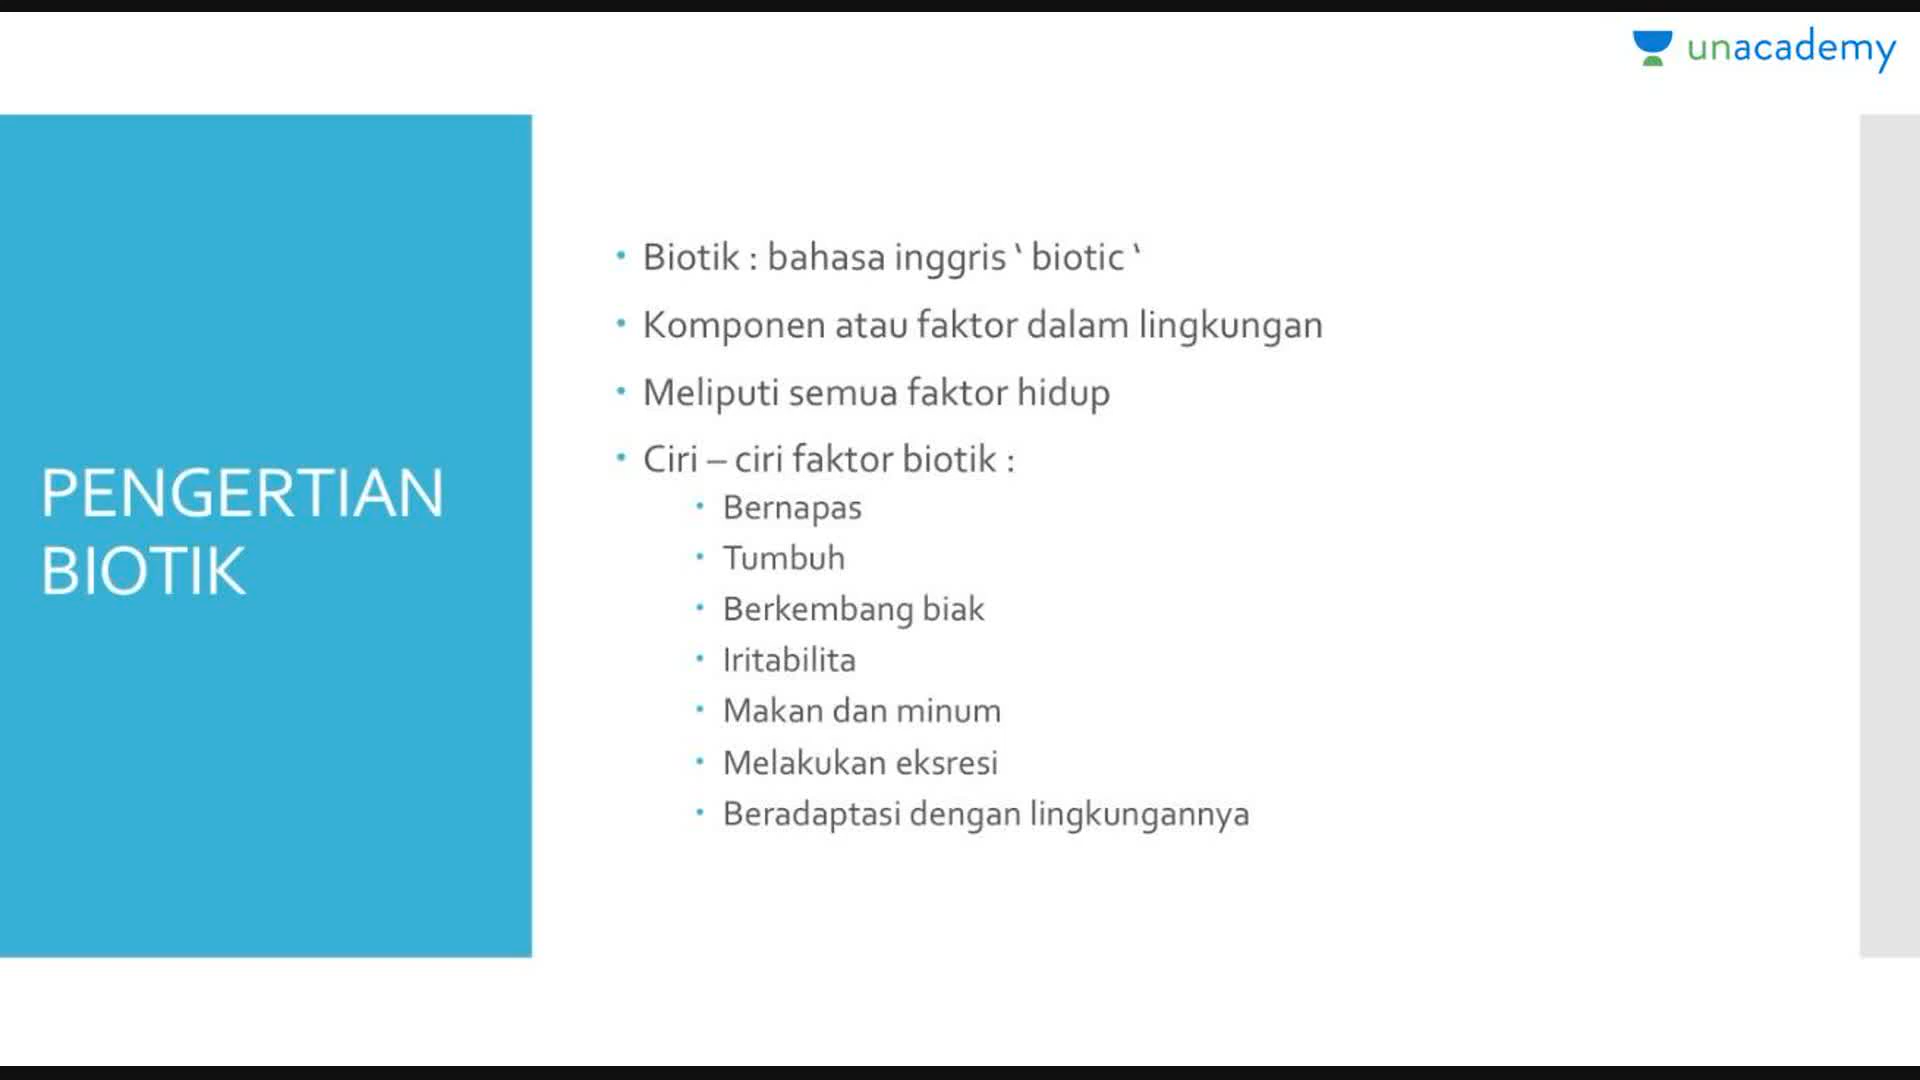 unacademy
PENGERTIAN
BIOTIK
• Biotik : bahasa inggris ‛ biotic ‛
• Komponen atau faktor dalam lingkungan
• Meliputi semua faktor hidup
• Ciri – ciri faktor biotik :
• Bernapas
• Tumbuh
• Berkembang biak
• Iritabilita
• Makan dan minum
• Melakukan eksresi
• Beradaptasi dengan lingkungannya